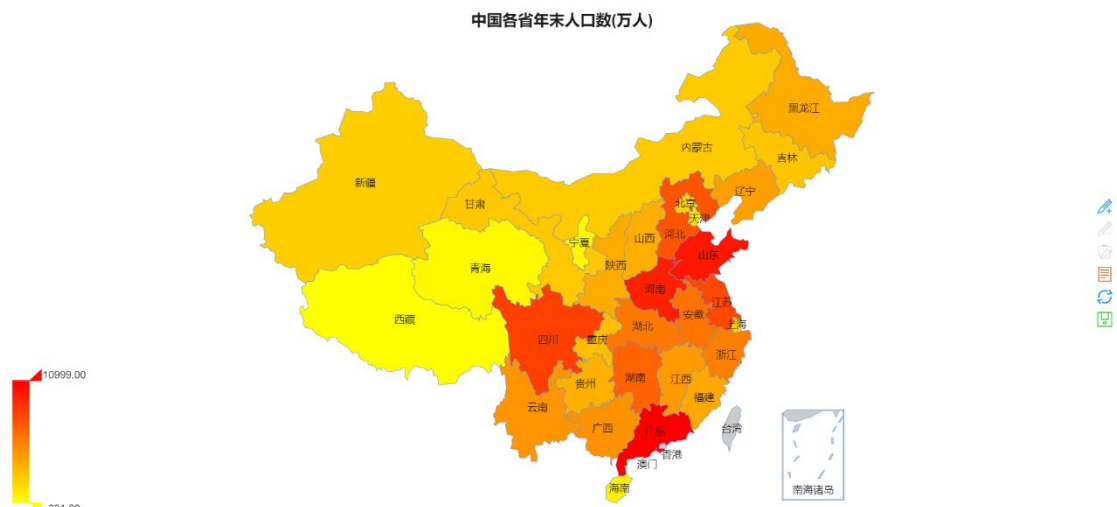 中国各省年末人口数(万人)
黑龙江
内蒙古
吉林
新疆
辽宁
甘肃
北京
天津
宁夏
山西
河北
山东
青海
陕西
河南
江苏
西藏
湖北
安徽
上海
四川
重庆
浙江
贵州
湖南
江西
云南
福建
广西
广东
台湾
香港
澳门
海南
南海诸岛
10999.00